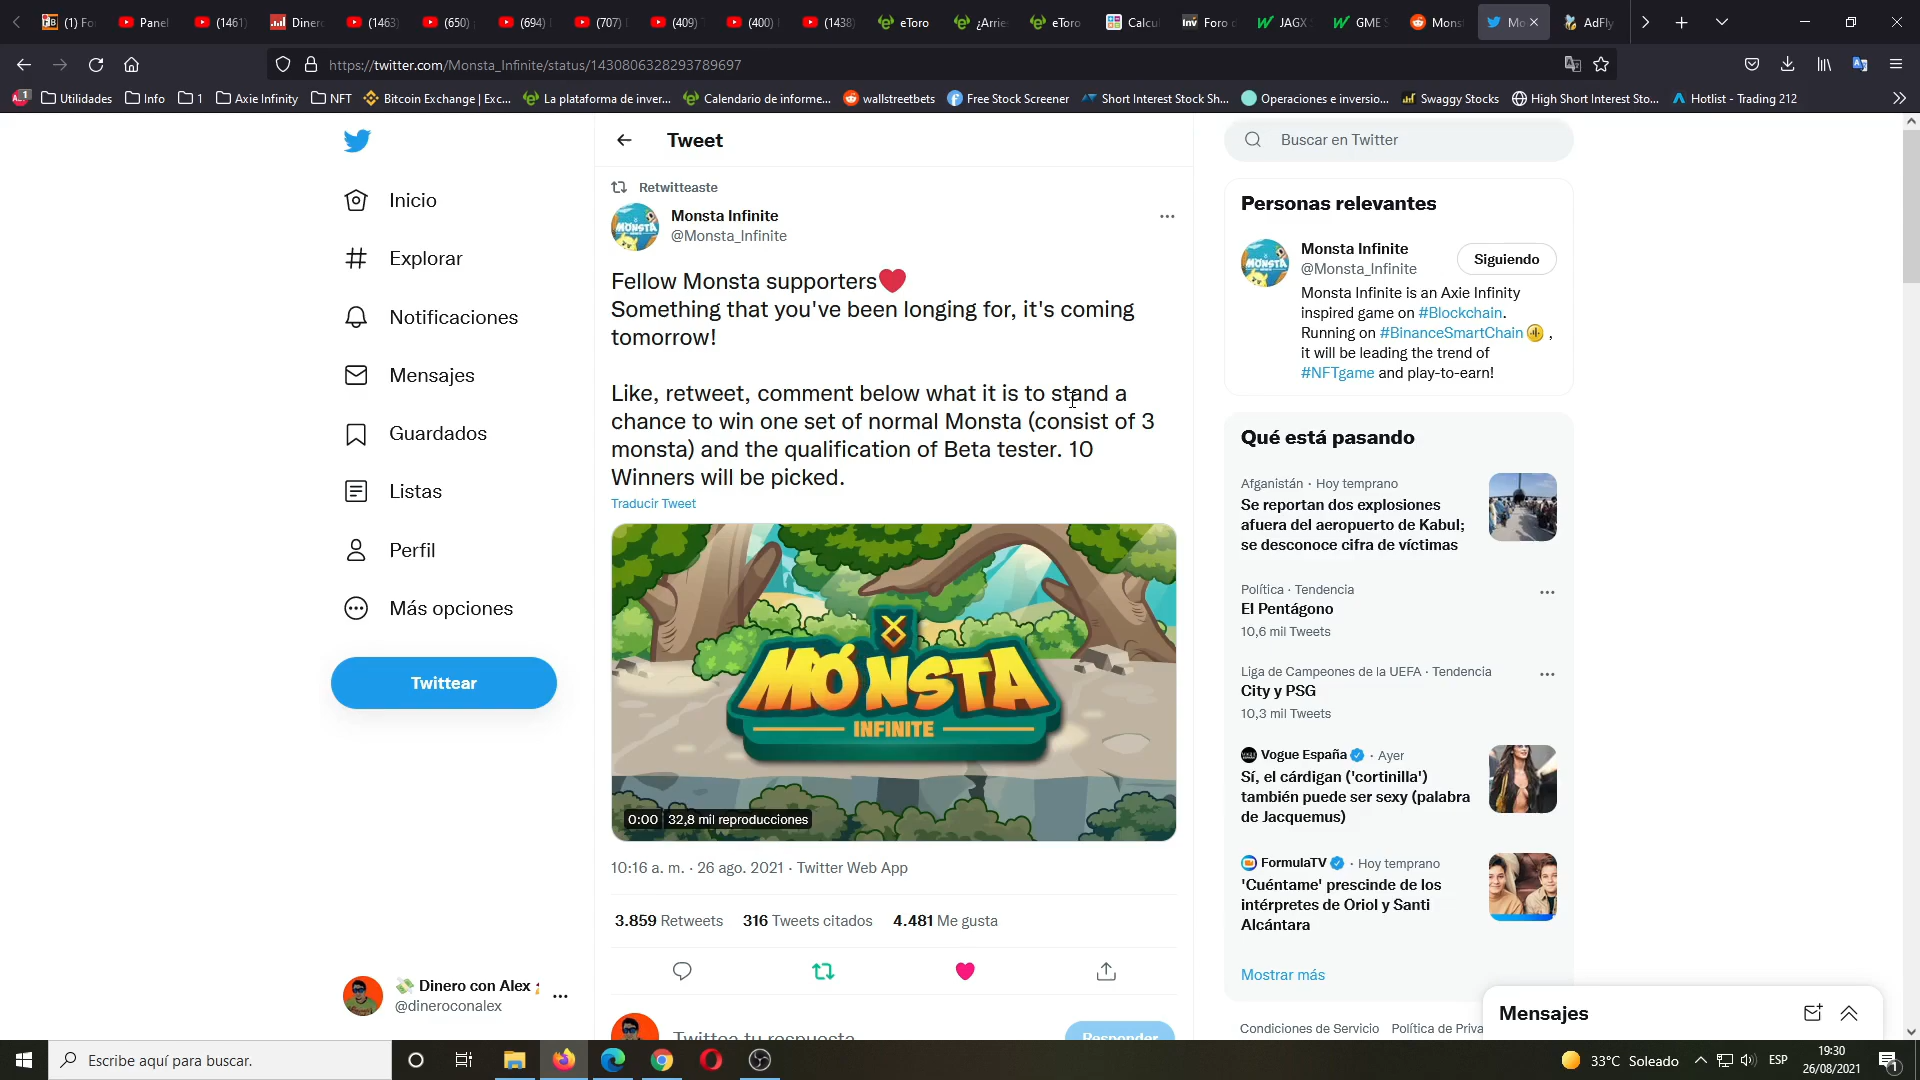 (1) Fo
Panel
(1461)
Diner
(1463)
(650)
(694)
(707)
(409)
(400)
(1438)
eToro
¿Arrie
eToro
Calcu
Foro d
JAGX
GME S
Mons
Mo
AdFly
https://twitter.com/Monsta_Infinite/status/1430806328293789697
Utilidades
Info
1
Axie Infinity
NFT
Bitcoin Exchange | Exc...
La plataforma de inver...
Calendario de informe...
wallstreetbets
Free Stock Screener
Short Interest Stock Sh...
Operaciones e inversio...
Swaggy Stocks
High Short Interest Sto...
Hotlist - Trading 212
Inicio
Explorar
Notificaciones
Mensajes
Guardados
Listas
Perfil
Más opciones
Twittear
Dinero con Alex
@dineroconalex
Tweet
Retwitteaste
Monsta Infinite
@Monsta_Infinite
Fellow Monsta supporters❤
Something that you've been longing for, it's coming
tomorrow!
Like, retweet, comment below what it is to stand a
chance to win one set of normal Monsta (consist of 3
monsta) and the qualification of Beta tester. 10
Winners will be picked.
Traducir Tweet
MONSTA
INFINITE
0:00
32,8 mil reproducciones
10:16 a. m. · 26 ago. 2021 · Twitter Web App
3.859 Retweets 316 Tweets citados 4.481 Me gusta
Twittea tu respuesta
Responder
Buscar en Twitter
Personas relevantes
Monsta Infinite
@Monsta_Infinite
Siguiendo
Monsta Infinite is an Axie Infinity
inspired game on #Blockchain.
Running on #BinanceSmartChain ,
it will be leading the trend of
#NFTgame and play-to-earn!
Qué está pasando
Afganistán · Hoy temprano
Se reportan dos explosiones
afuera del aeropuerto de Kabul;
se desconoce cifra de víctimas
Política · Tendencia
El Pentágono
10,6 mil Tweets
Liga de Campeones de la UEFA · Tendencia
City y PSG
10,3 mil Tweets
Vogue España · Ayer
Sí, el cárdigan ('cortinilla')
también puede ser sexy (palabra
de Jacquemus)
FormulaTV · Hoy temprano
'Cuéntame' prescinde de los
intérpretes de Oriol y Santi
Alcántara
Mostrar más
Condiciones de Servicio Política de Priva
Mensajes
Escribe aquí para buscar.
33°C Soleado
ESP
19:30
26/08/2021
1